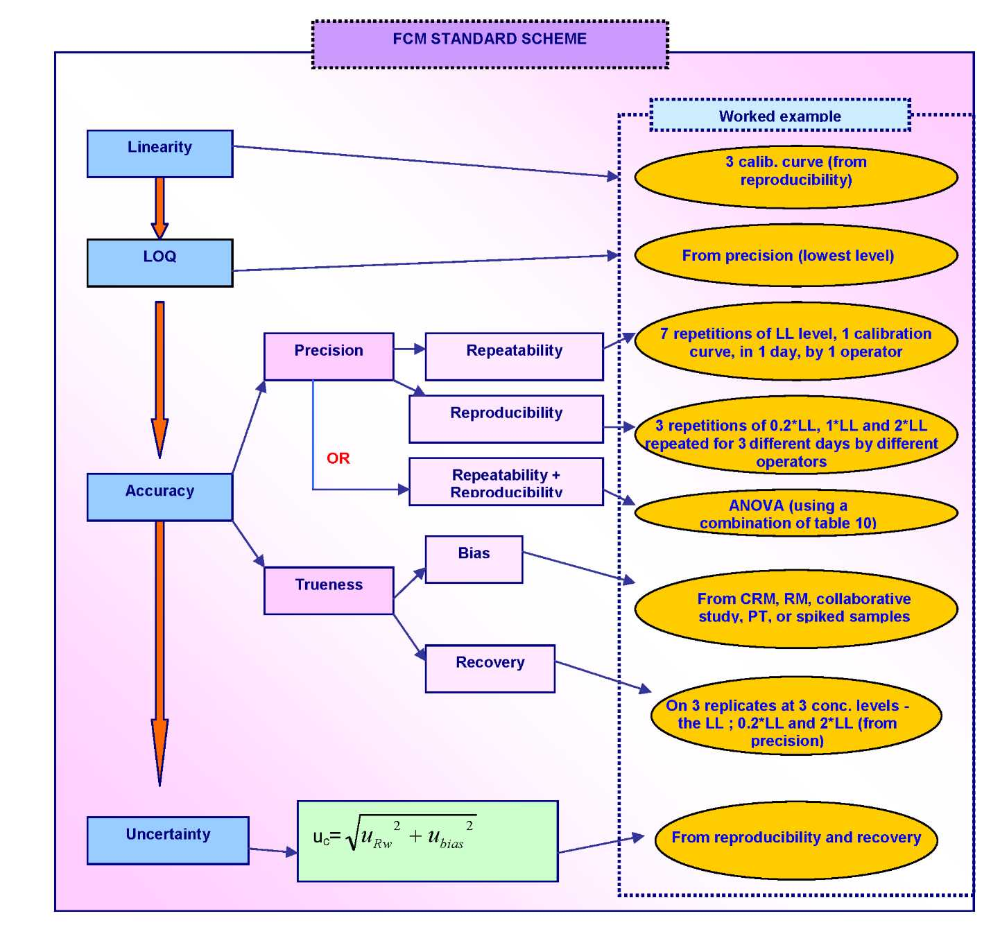 FCM STANDARD SCHEME
Worked example
Linearity
3 calib. curve (from
reproducibility)
LOQ
From precision (lowest level)
Precision
Repeatability
7 repetitions of LL level, 1 calibration
curve, in 1 day, by 1 operator
Reproducibility
3 repetitions of 0.2*LL, 1*LL and 2*LL
repeated for 3 different days by different
operators
OR
Repeatability +
Reproducibility
Accuracy
ANOVA (using a
combination of table 10)
Bias
Trueness
From CRM, RM, collaborative
study, PT, or spiked samples
Recovery
On 3 replicates at 3 conc. levels -
the LL ; 0.2*LL and 2*LL (from
precision)
Uncertainty
u_c= √(u_Rw² + u_bias²)
From reproducibility and recovery